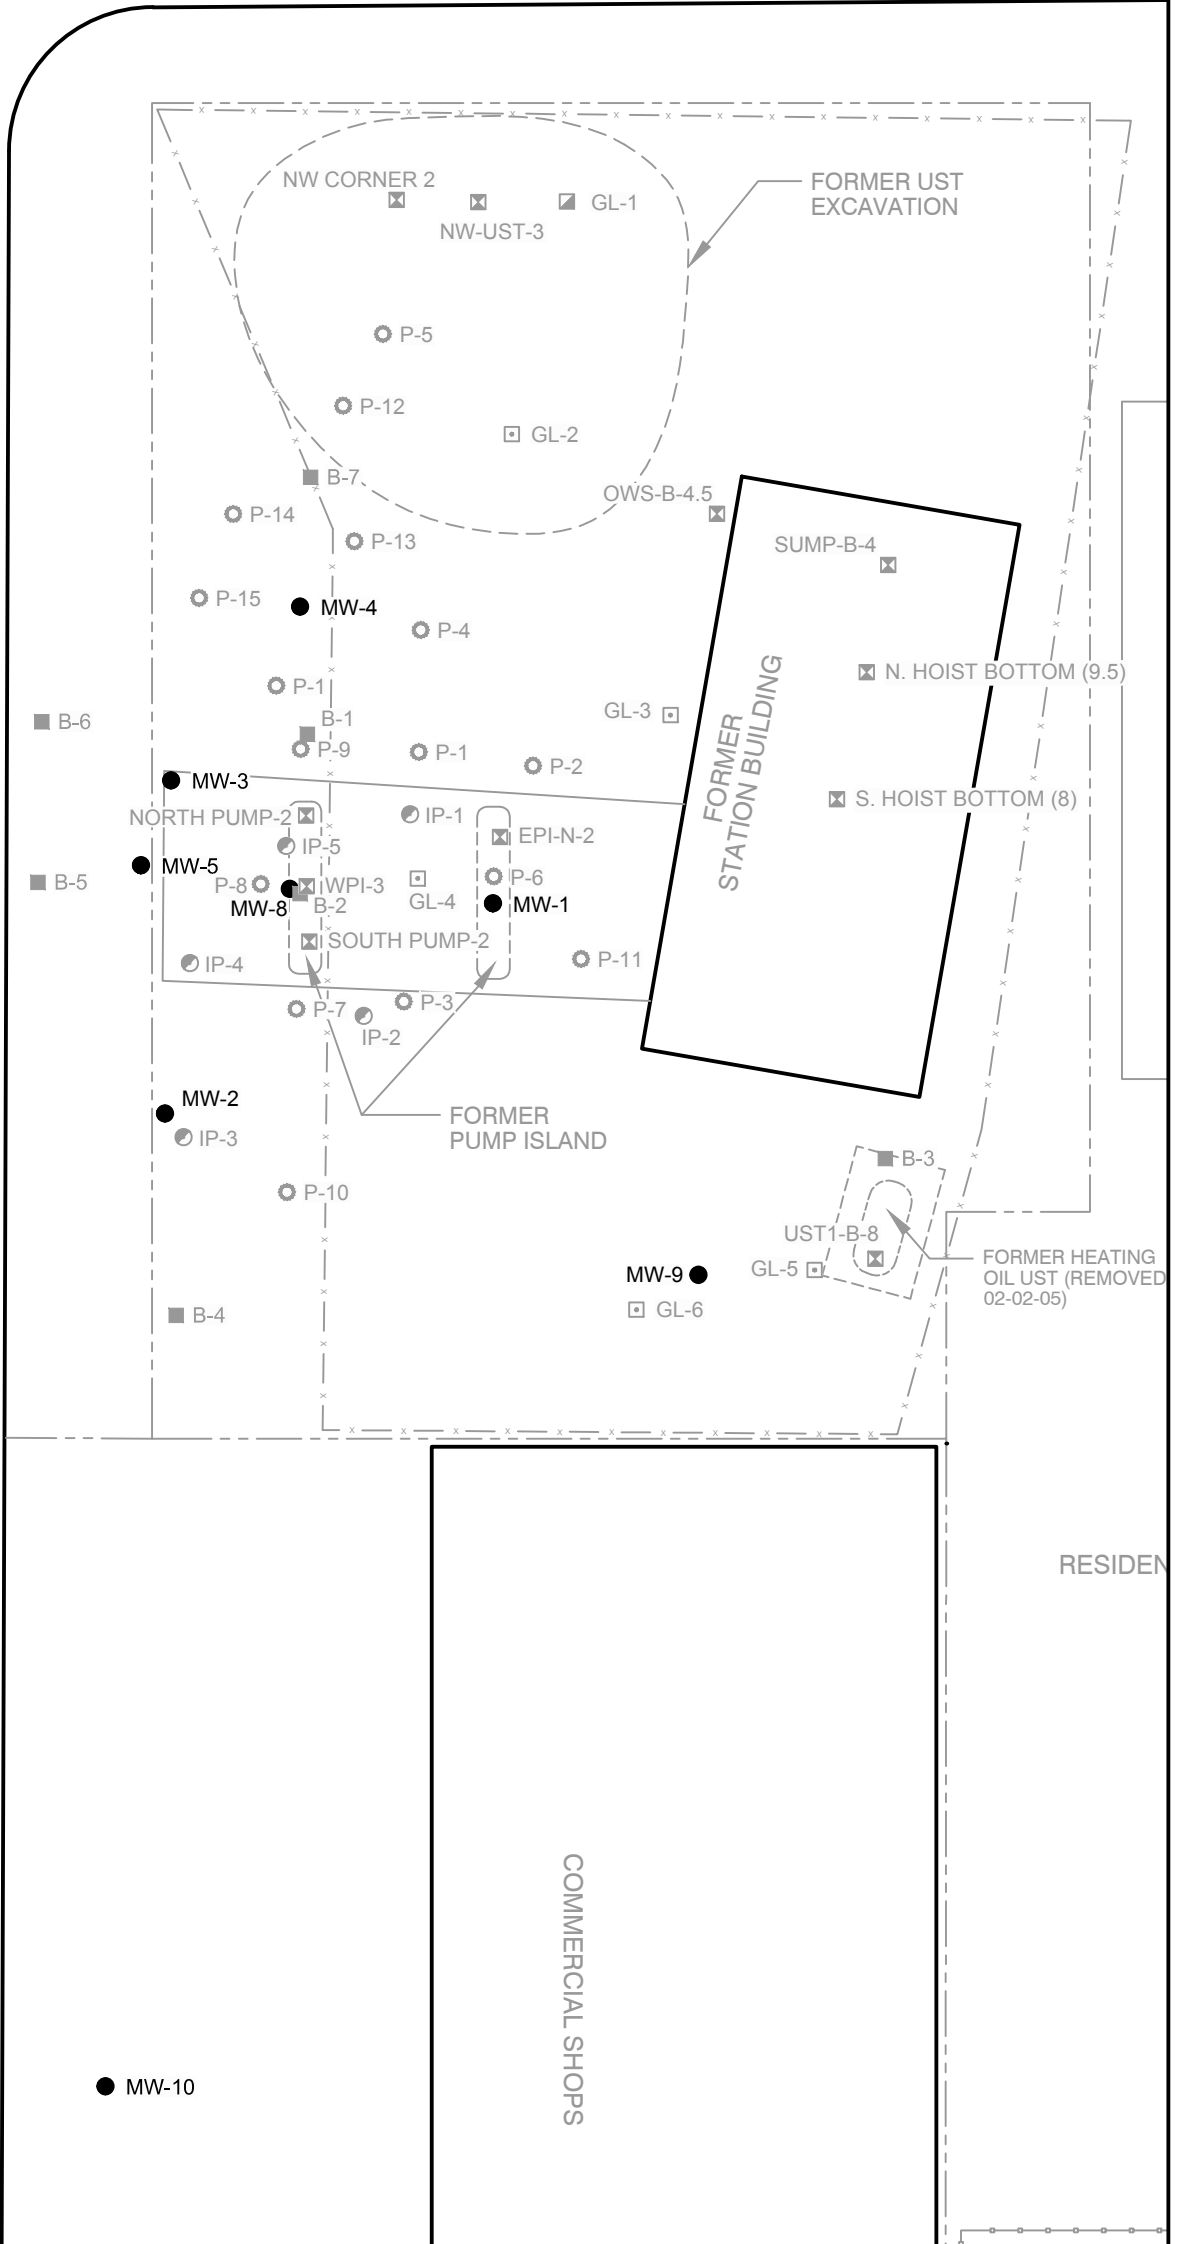 NW CORNER 2
NW-UST-3
GL-1
FORMER UST
EXCAVATION
P-5
P-12
GL-2
B-7
OWS-B-4.5
P-14
P-13
SUMP-B-4
P-15
MW-4
P-4
N. HOIST BOTTOM (9.5)
P-1
B-6
B-1
GL-3
P-9
P-1
P-2
FORMER
STATION BUILDING
MW-3
S. HOIST BOTTOM (8)
NORTH PUMP-2
IP-1
IP-5
EPI-N-2
MW-5
B-5
P-8
WPI-3
P-6
GL-4
MW-8
B-2
MW-1
SOUTH PUMP-2
IP-4
P-11
P-7
P-3
IP-2
MW-2
IP-3
FORMER
PUMP ISLAND
B-3
P-10
UST1-B-8
FORMER HEATING
OIL UST (REMOVED
02-02-05)
MW-9
GL-5
GL-6
B-4
RESIDEN
COMMERCIAL SHOPS
MW-10